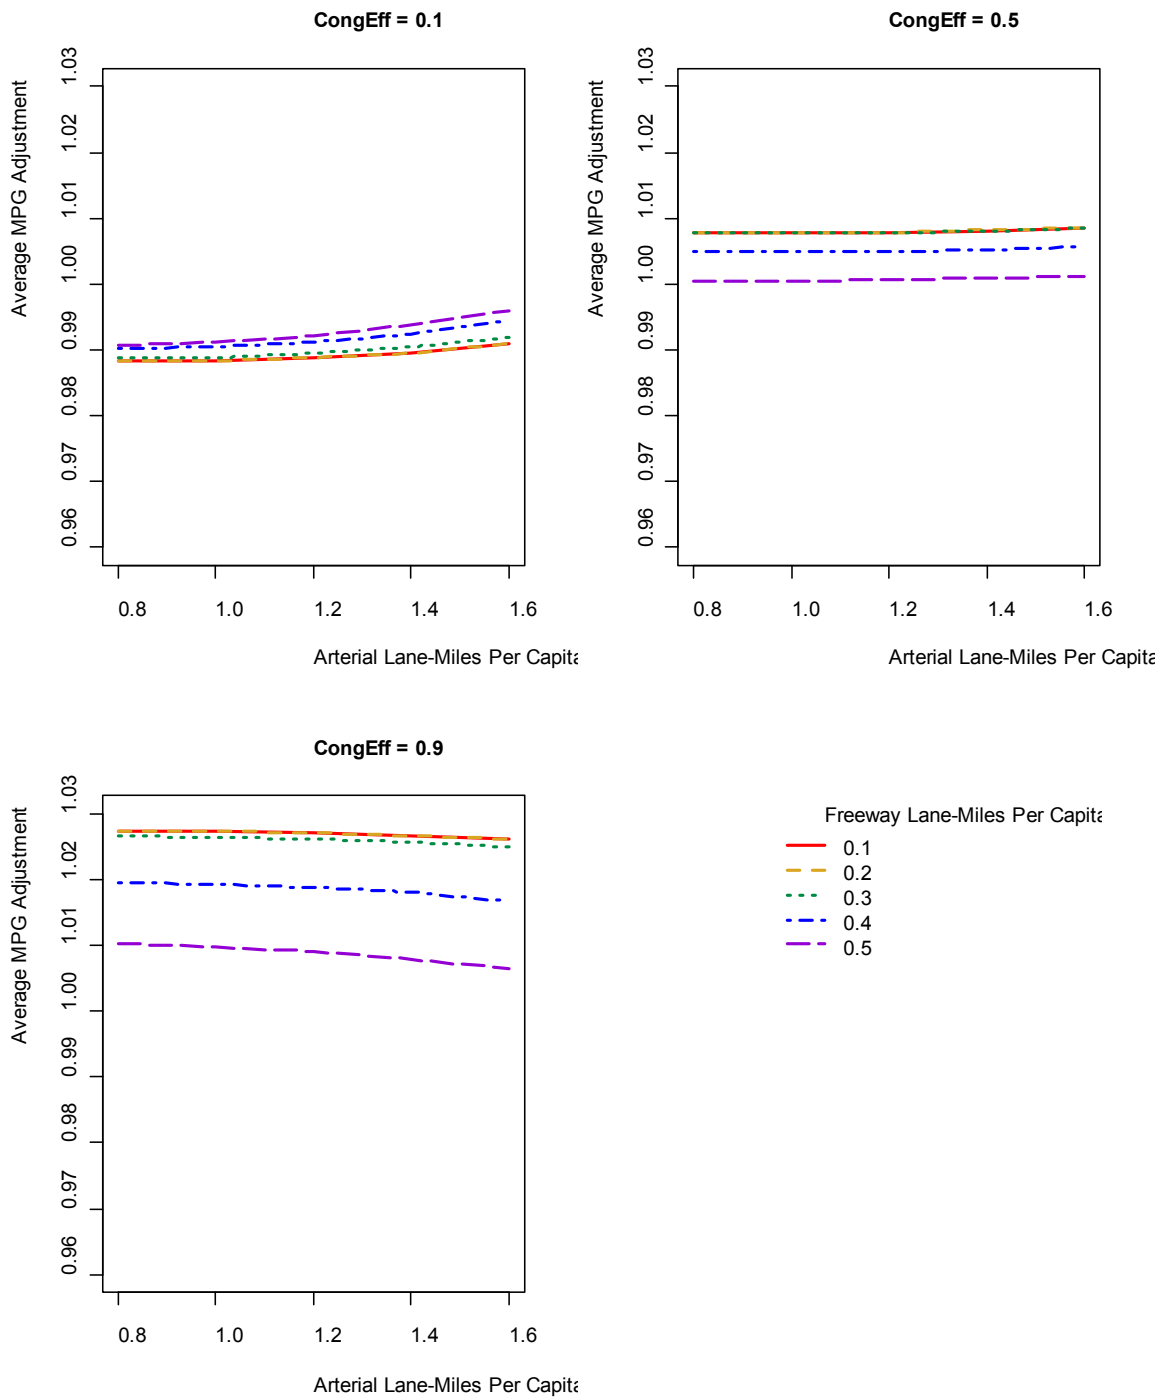 CongEff = 0.1
Average MPG Adjustment
1.03
1.02
1.01
1.00
0.99
0.98
0.97
0.96
0.8 1.0 1.2 1.4 1.6
Arterial Lane-Miles Per Capita
CongEff = 0.5
Average MPG Adjustment
1.03
1.02
1.01
1.00
0.99
0.98
0.97
0.96
0.8 1.0 1.2 1.4 1.6
Arterial Lane-Miles Per Capita
CongEff = 0.9
Average MPG Adjustment
1.03
1.02
1.01
1.00
0.99
0.98
0.97
0.96
0.8 1.0 1.2 1.4 1.6
Arterial Lane-Miles Per Capita
Freeway Lane-Miles Per Capita
0.1
0.2
0.3
0.4
0.5